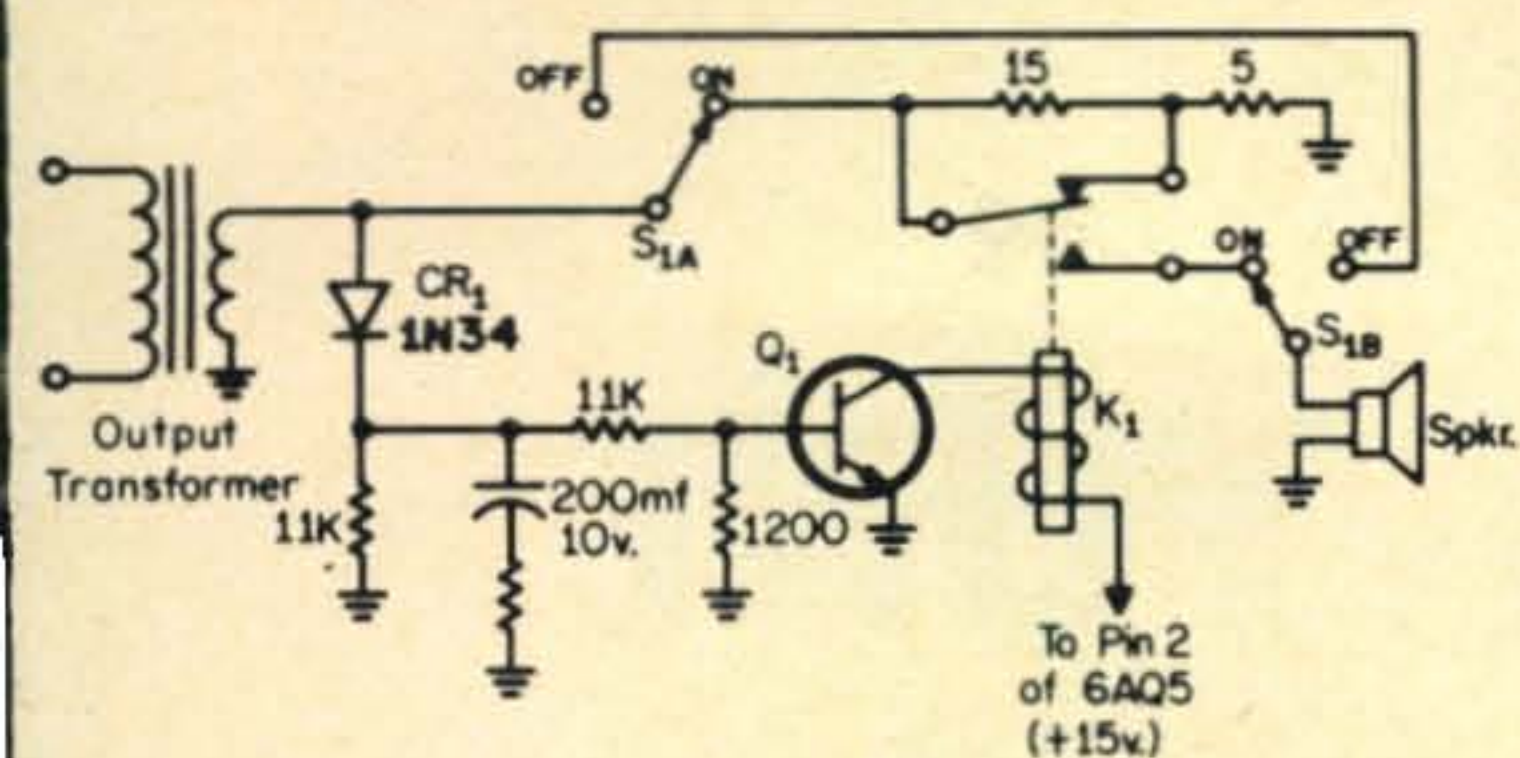 OFF
ON
15
5
S1A
ON
OFF
CR1
1N34
S1B
Q1
11K
K1
Spkr.
Output
Transformer
11K
200mf
10v.
1200
To Pin 2
of 6AQ5
(+15v.)